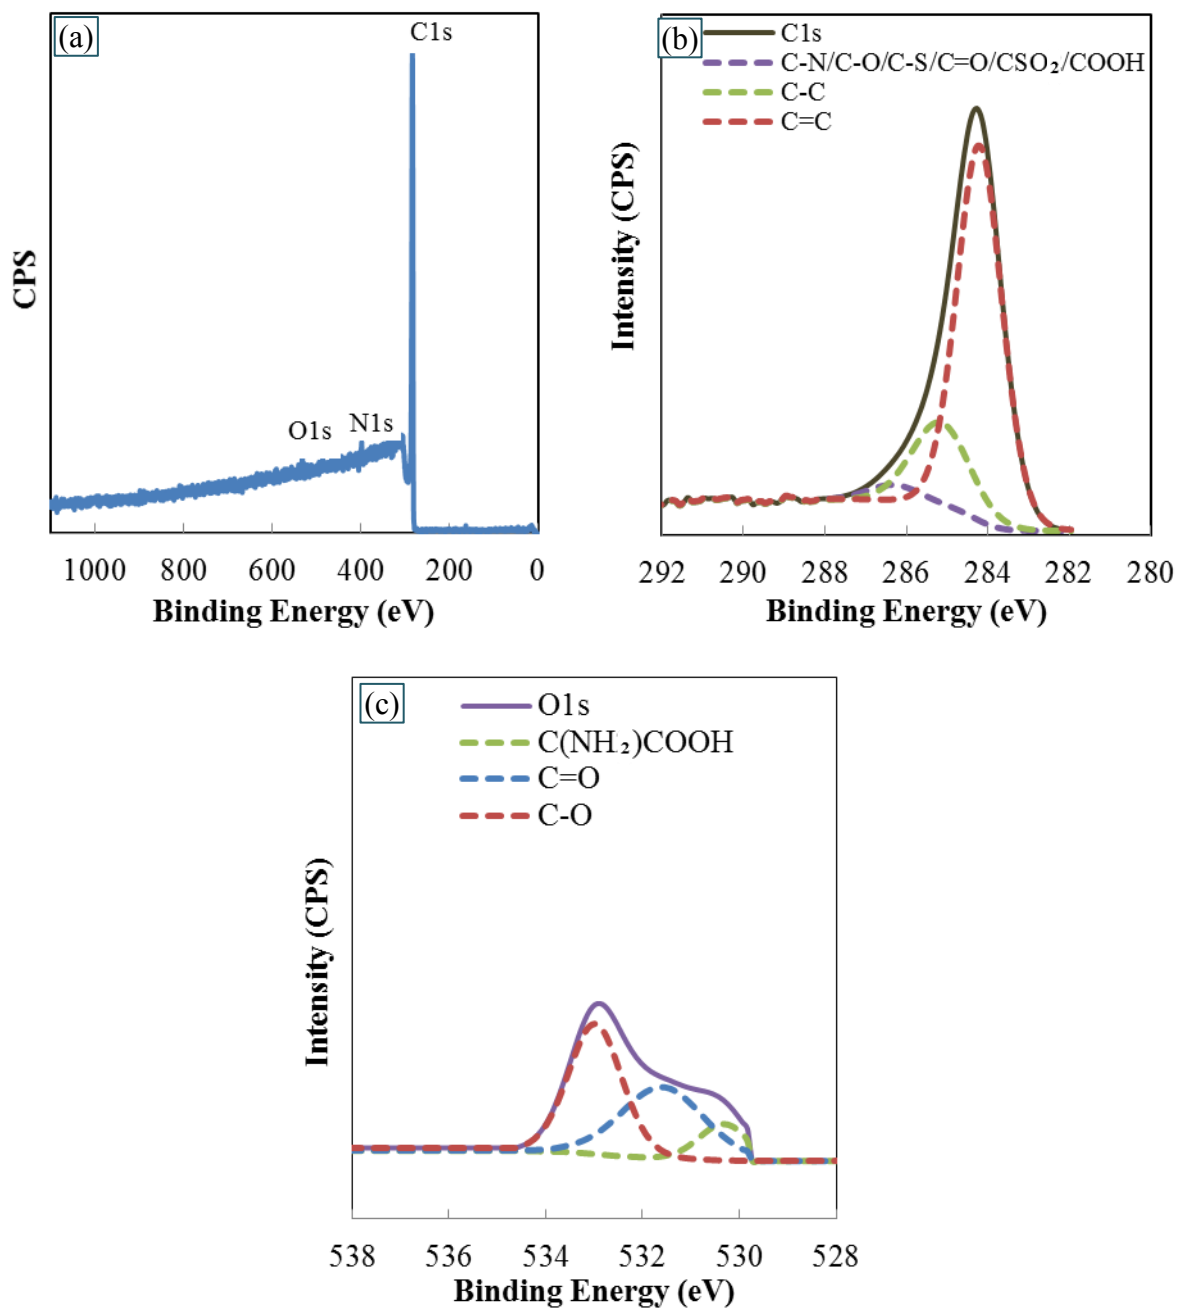 (a)
C1s
O1s
N1s
CPS
1000 800 600 400 200 0
Binding Energy (eV)
(b)
C1s
C-N/C-O/C-S/C=O/CSO₂/COOH
C-C
C=C
Intensity (CPS)
292 290 288 286 284 282 280
Binding Energy (eV)
(c)
O1s
C(NH₂)COOH
C=O
C-O
Intensity (CPS)
538 536 534 532 530 528
Binding Energy (eV)